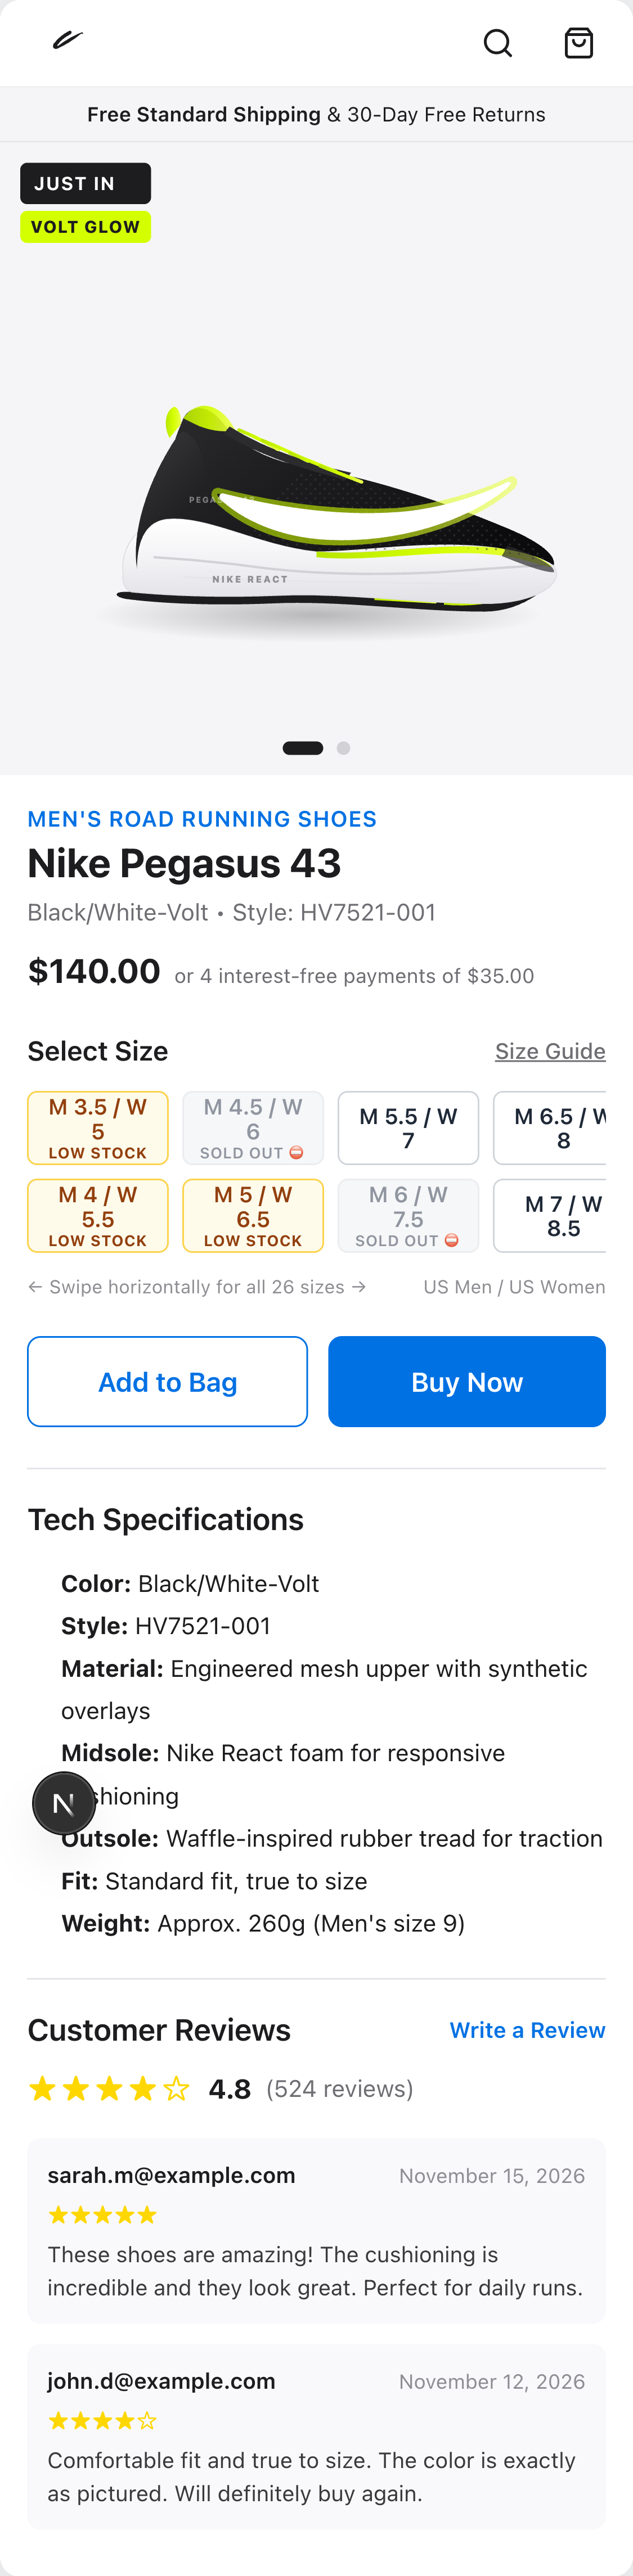 Free Standard Shipping & 30-Day Free Returns
JUST IN
VOLT GLOW
NIKE REACT
MEN'S ROAD RUNNING SHOES
Nike Pegasus 43
Black/White-Volt • Style: HV7521-001
$140.00 or 4 interest-free payments of $35.00
Select Size Size Guide
M 3.5 / W
5
LOW STOCK
M 4.5 / W
6
SOLD OUT ⛔
M 5.5 / W
7
M 6.5 / W
8
M 4 / W
5.5
LOW STOCK
M 5 / W
6.5
LOW STOCK
M 6 / W
7.5
SOLD OUT ⛔
M 7 / W
8.5
← Swipe horizontally for all 26 sizes → US Men / US Women
Add to Bag Buy Now
Tech Specifications
Color: Black/White-Volt
Style: HV7521-001
Material: Engineered mesh upper with synthetic
overlays
Midsole: Nike React foam for responsive
shioning
N
Outsole: Waffle-inspired rubber tread for traction
Fit: Standard fit, true to size
Weight: Approx. 260g (Men's size 9)
Customer Reviews Write a Review
★★★★☆ 4.8 (524 reviews)
sarah.m@example.com November 15, 2026
★★★★★
These shoes are amazing! The cushioning is
incredible and they look great. Perfect for daily runs.
john.d@example.com November 12, 2026
★★★★☆
Comfortable fit and true to size. The color is exactly
as pictured. Will definitely buy again.